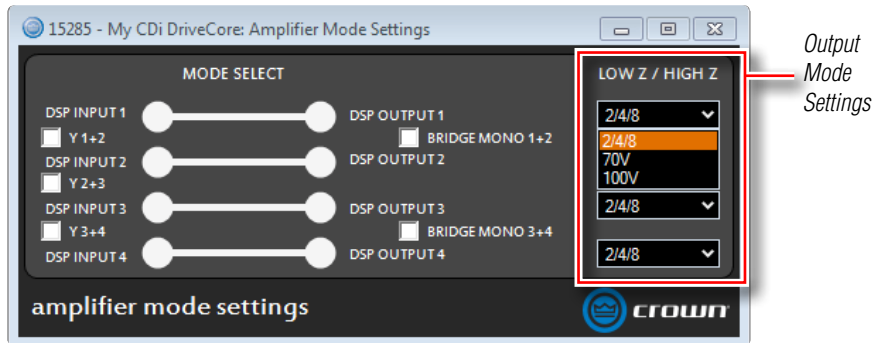 15285 - My CDi DriveCore: Amplifier Mode Settings
MODE SELECT
LOW Z / HIGH Z
Output
Mode
Settings
DSP INPUT 1
DSP OUTPUT 1
2/4/8
Y 1+2
BRIDGE MONO 1+2
2/4/8
70V
100V
DSP INPUT 2
DSP OUTPUT 2
Y 2+3
DSP INPUT 3
DSP OUTPUT 3
2/4/8
Y 3+4
BRIDGE MONO 3+4
DSP INPUT 4
DSP OUTPUT 4
2/4/8
amplifier mode settings
crown